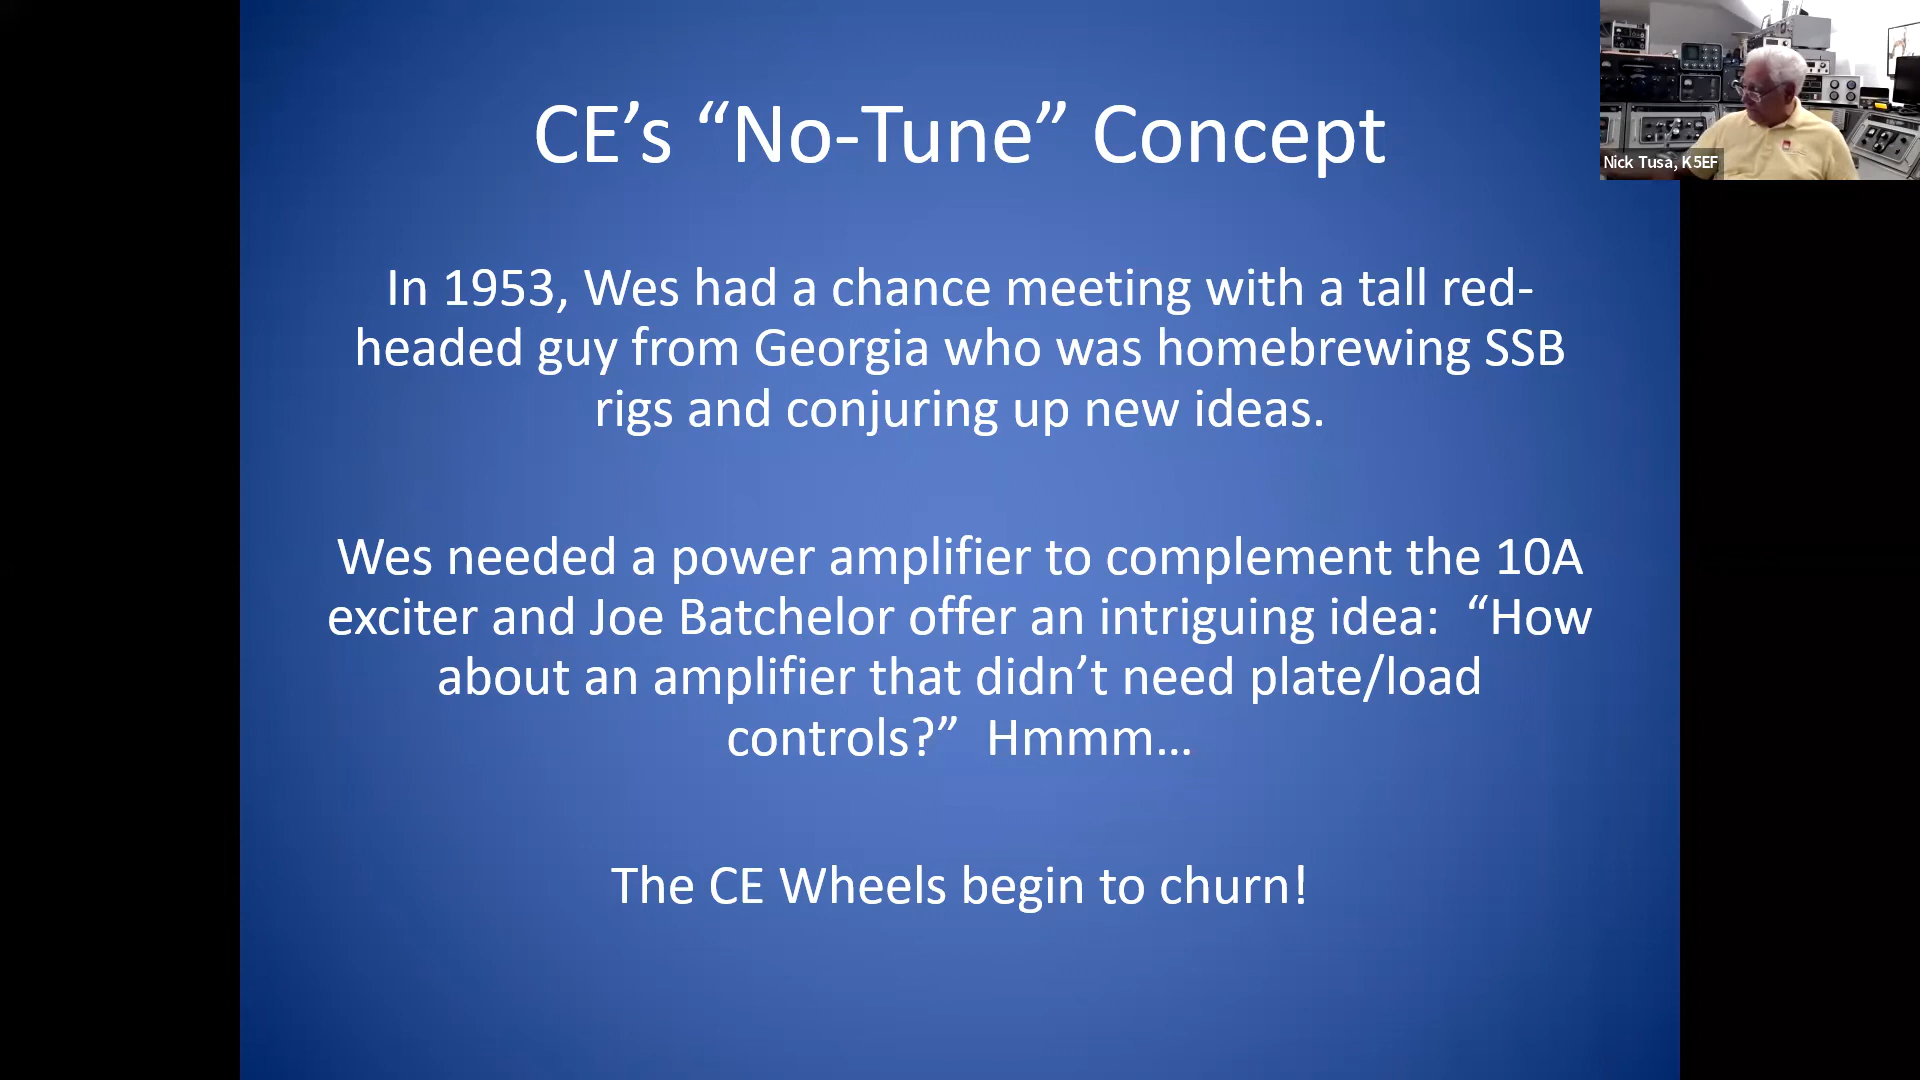 CE’s “No-Tune” Concept
In 1953, Wes had a chance meeting with a tall red-
headed guy from Georgia who was homebrewing SSB
rigs and conjuring up new ideas.
Wes needed a power amplifier to complement the 10A
exciter and Joe Batchelor offer an intriguing idea:  “How
about an amplifier that didn’t need plate/load
controls?”  Hmmm…
The CE Wheels begin to churn!
Nick Tusa, K5EF